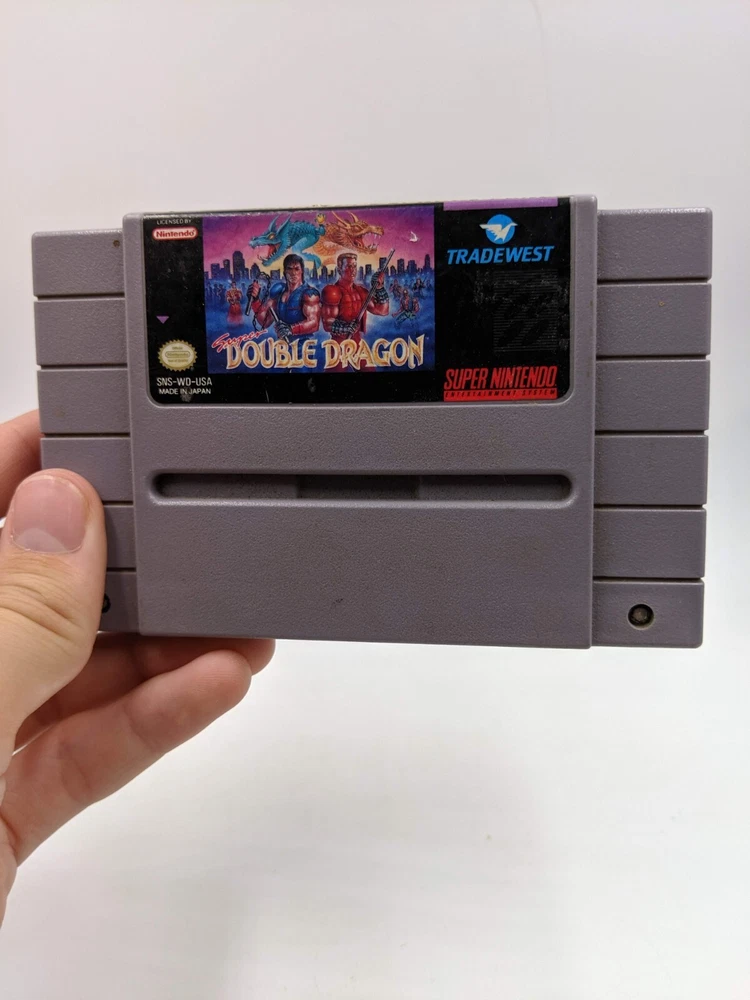 LICENSED BY
Nintendo
TRADEWEST
Super
DOUBLE DRAGON
SNS-WD-USA
MADE IN JAPAN
SUPER NINTENDO
ENTERTAINMENT SYSTEM